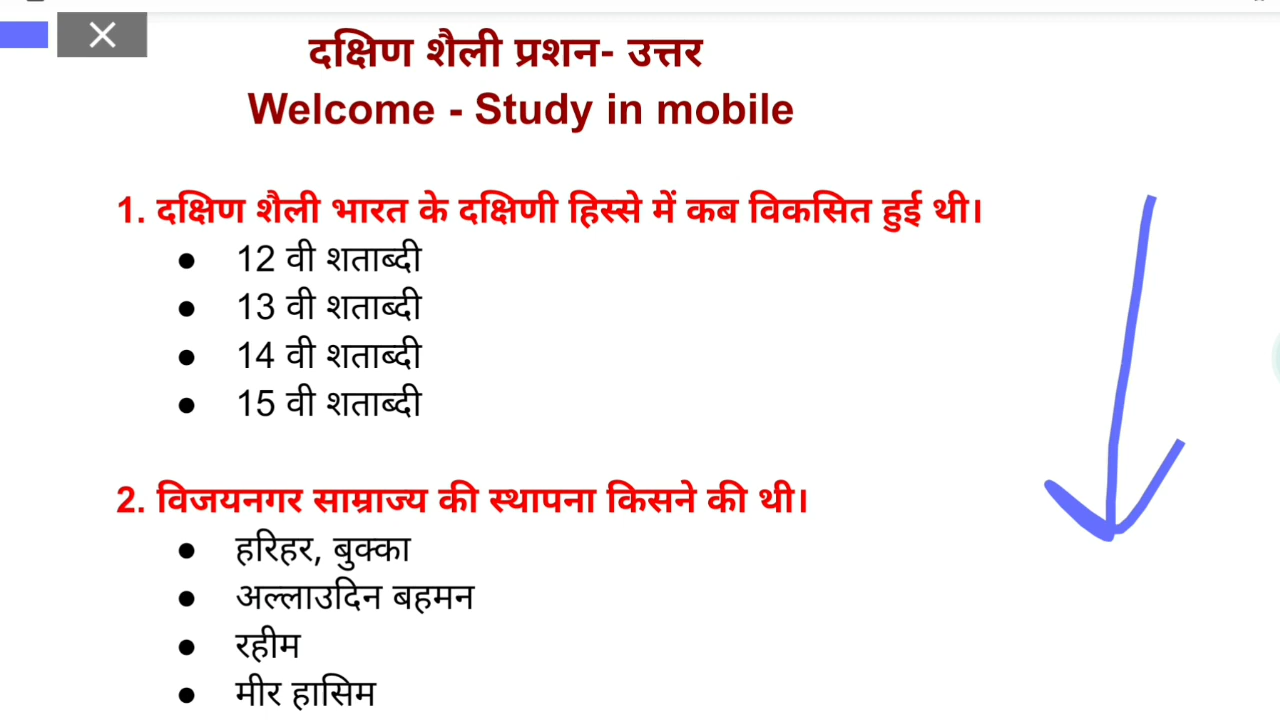 दक्षिण शैली प्रशन- उत्तर
Welcome - Study in mobile
1. दक्षिण शैली भारत के दक्षिणी हिस्से में कब विकसित हुई थी।
● 12 वी शताब्दी
● 13 वी शताब्दी
● 14 वी शताब्दी
● 15 वी शताब्दी
2. विजयनगर साम्राज्य की स्थापना किसने की थी।
● हरिहर, बुक्का
● अल्लाउदिन बहमन
● रहीम
● मीर हासिम